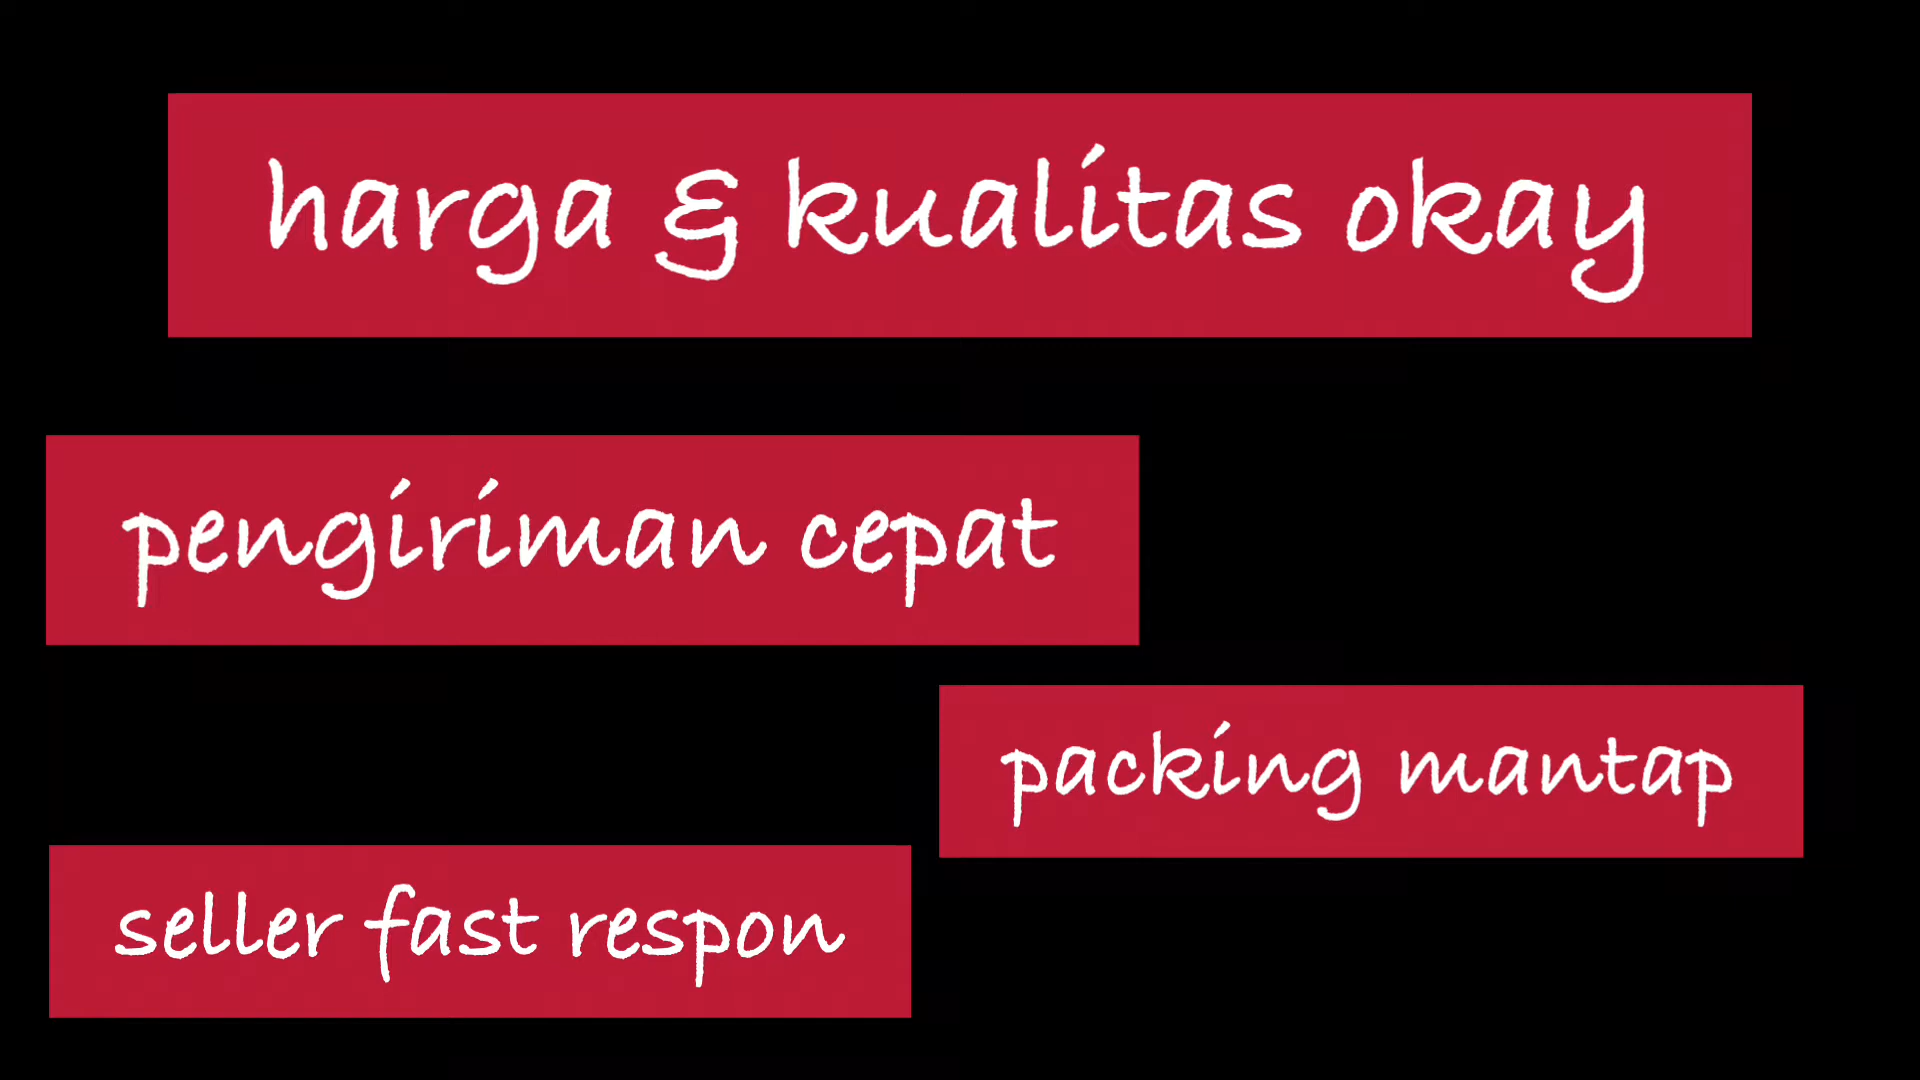 harga & kualitas okay
pengiriman cepat
packing mantap
seller fast respon